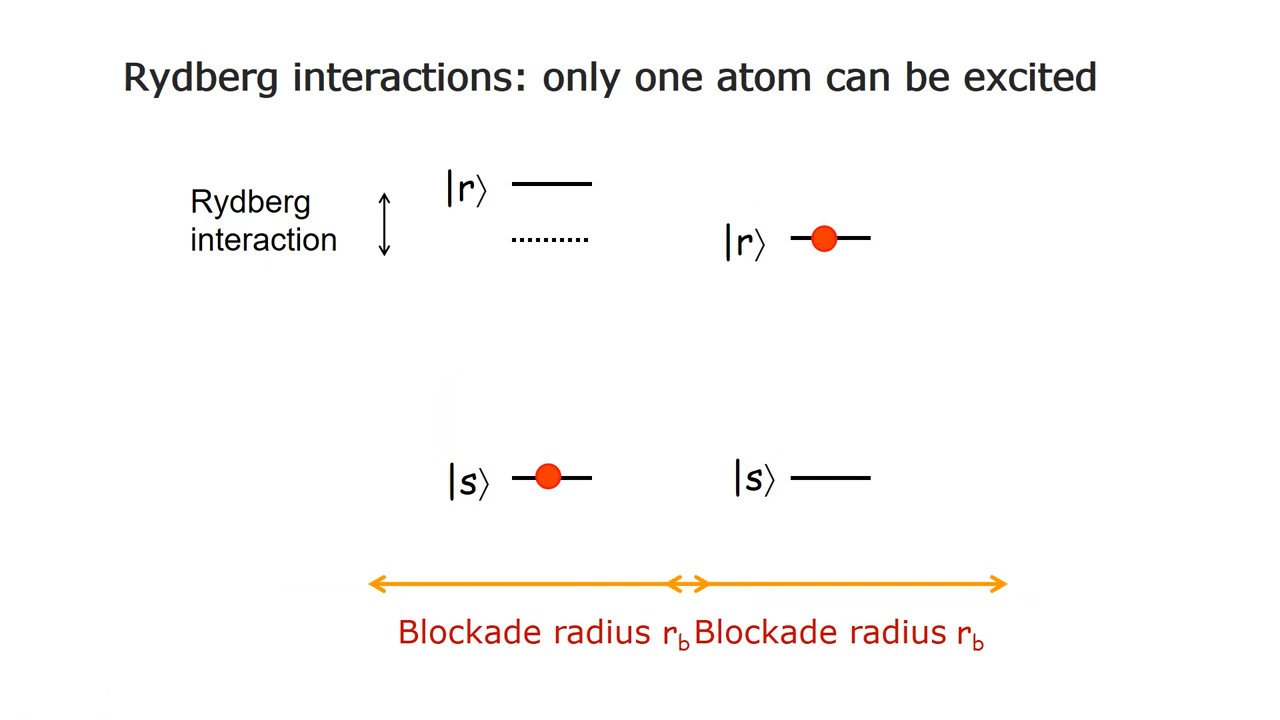 Rydberg interactions: only one atom can be excited
Rydberg
interaction
|r⟩
|r⟩
|s⟩
|s⟩
Blockade radius r_b
Blockade radius r_b